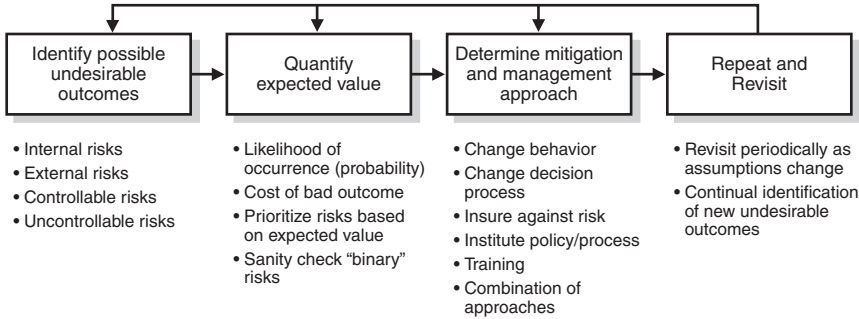 Identify possible
undesirable
outcomes
Quantify
expected value
Determine mitigation
and management
approach
Repeat and
Revisit
• Internal risks
• External risks
• Controllable risks
• Uncontrollable risks
• Likelihood of
occurrence (probability)
• Cost of bad outcome
• Prioritize risks based
on expected value
• Sanity check “binary”
risks
• Change behavior
• Change decision
process
• Insure against risk
• Institute policy/process
• Training
• Combination of
approaches
• Revisit periodically as
assumptions change
• Continual identification
of new undesirable
outcomes